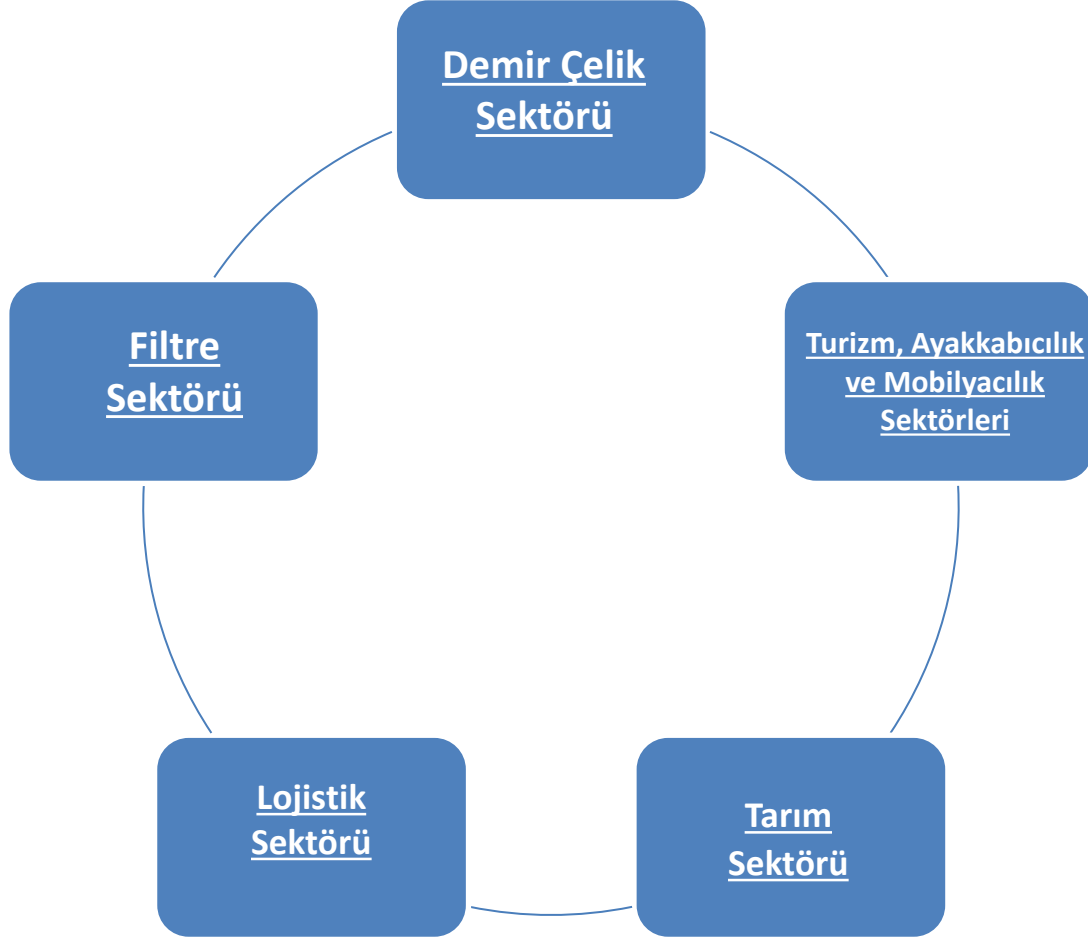 Demir Çelik
Sektörü
Filtre
Sektörü
Turizm, Ayakkabıcılık
ve Mobilyacılık
Sektörleri
Lojistik
Sektörü
Tarım
Sektörü